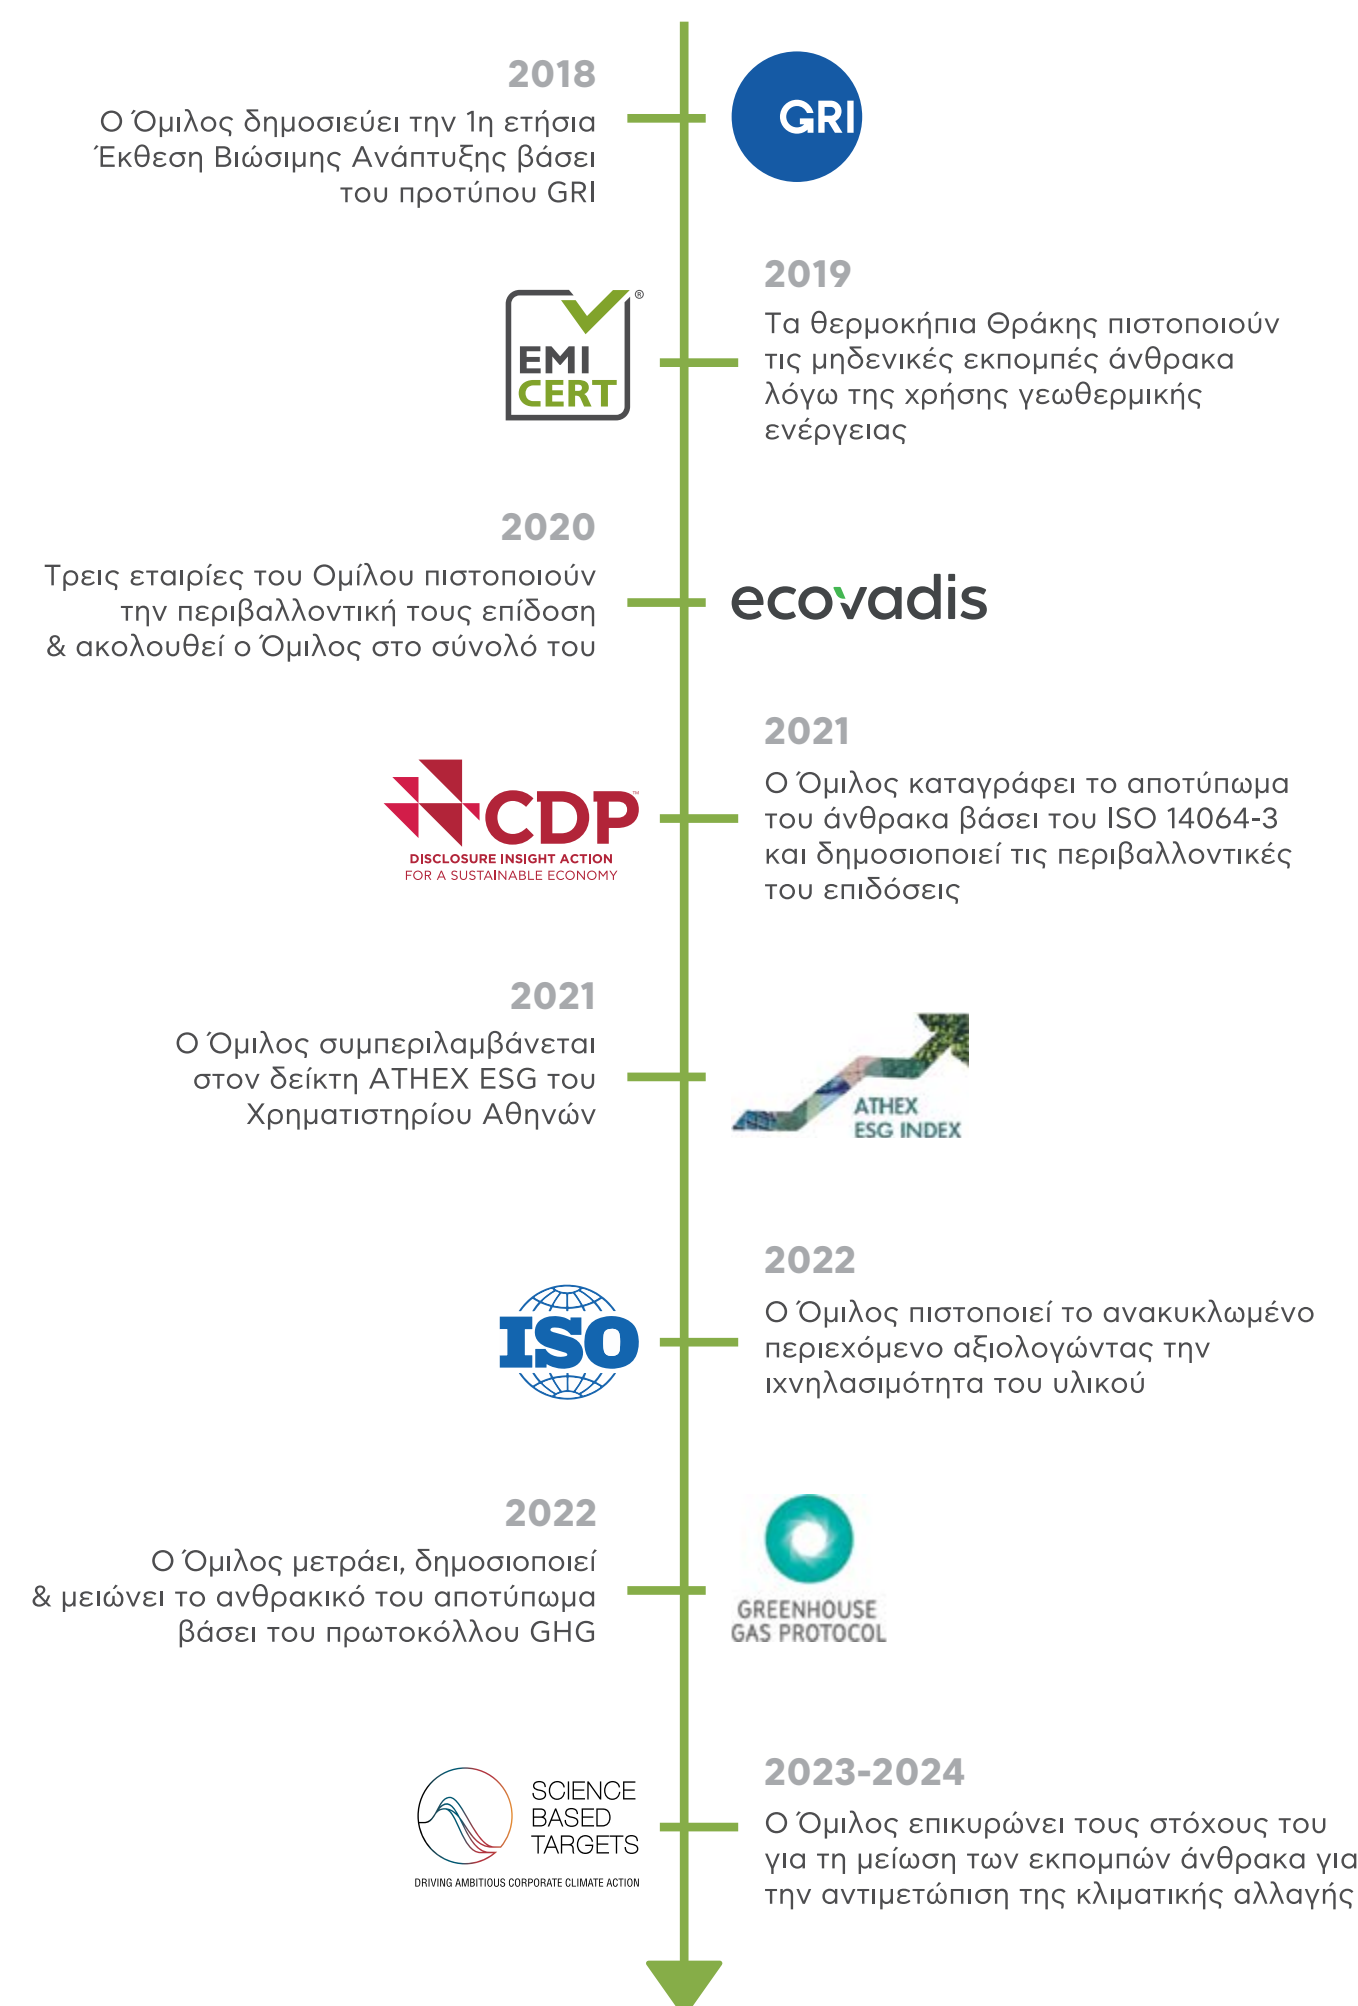 2018
Ο Όμιλος δημοσιεύει την 1η ετήσια
Έκθεση Βιώσιμης Ανάπτυξης βάσει
του προτύπου GRI
GRI
EMI
CERT
®
2019
Τα θερμοκήπια Θράκης πιστοποιούν
τις μηδενικές εκπομπές άνθρακα
λόγω της χρήσης γεωθερμικής
ενέργειας
2020
Τρεις εταιρίες του Ομίλου πιστοποιούν
την περιβαλλοντική τους επίδοση
& ακολουθεί ο Όμιλος στο σύνολό του
ecovadis
CDP™
DISCLOSURE INSIGHT ACTION
FOR A SUSTAINABLE ECONOMY
2021
Ο Όμιλος καταγράφει το αποτύπωμα
του άνθρακα βάσει του ISO 14064-3
και δημοσιοποιεί τις περιβαλλοντικές
του επιδόσεις
2021
Ο Όμιλος συμπεριλαμβάνεται
στον δείκτη ATHEX ESG του
Χρηματιστηρίου Αθηνών
ATHEX
ESG INDEX
ISO
2022
Ο Όμιλος πιστοποιεί το ανακυκλωμένο
περιεχόμενο αξιολογώντας την
ιχνηλασιμότητα του υλικού
2022
Ο Όμιλος μετράει, δημοσιοποιεί
& μειώνει το ανθρακικό του αποτύπωμα
βάσει του πρωτοκόλλου GHG
GREENHOUSE
GAS PROTOCOL
SCIENCE
BASED
TARGETS
DRIVING AMBITIOUS CORPORATE CLIMATE ACTION
2023-2024
Ο Όμιλος επικυρώνει τους στόχους του
για τη μείωση των εκπομπών άνθρακα για
την αντιμετώπιση της κλιματικής αλλαγής